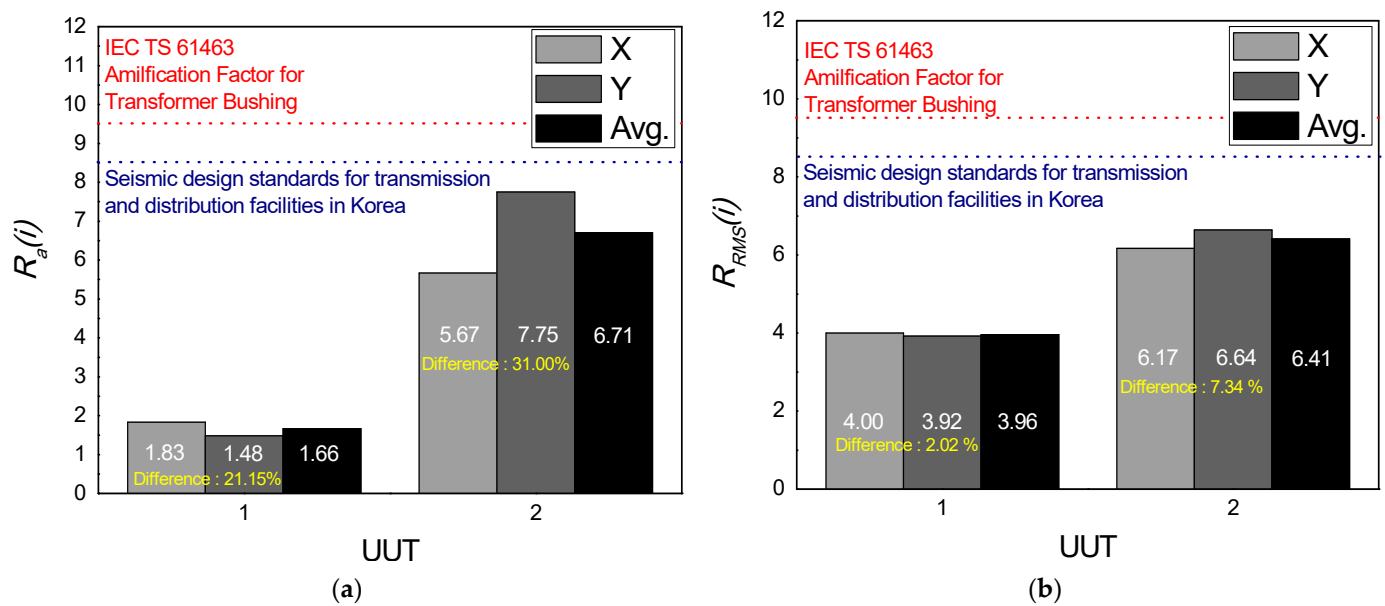 12
11
10
9
8
7
6
5
4
3
2
1
0
R_a(i)
IEC TS 61463
Amilfication Factor for
Transformer Bushing
X
Y
Avg.
Seismic design standards for transmission
and distribution facilities in Korea
5.67 7.75 6.71
Difference : 31.00%
1.83 1.48 1.66
Difference : 21.15%
1 2
UUT
(a)
12
10
8
6
4
2
0
R_RMS(i)
IEC TS 61463
Amilfication Factor for
Transformer Bushing
X
Y
Avg.
Seismic design standards for transmission
and distribution facilities in Korea
6.17 6.64 6.41
Difference : 7.34 %
4.00 3.92 3.96
Difference : 2.02 %
1 2
UUT
(b)